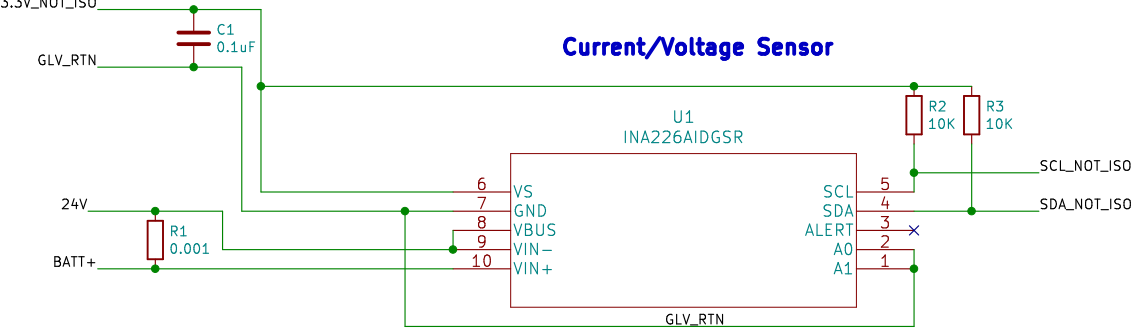 3.3V_NOT_ISO
C1
0.1uF
GLV_RTN
Current/Voltage Sensor
R2
10K
R3
10K
U1
INA226AIDGSR
SCL_NOT_ISO
6 VS SCL 5
24V
7 GND SDA 4
SDA_NOT_ISO
8 VBUS ALERT 3
R1
0.001
9 VIN- A0 2
BATT+
10 VIN+ A1 1
GLV_RTN